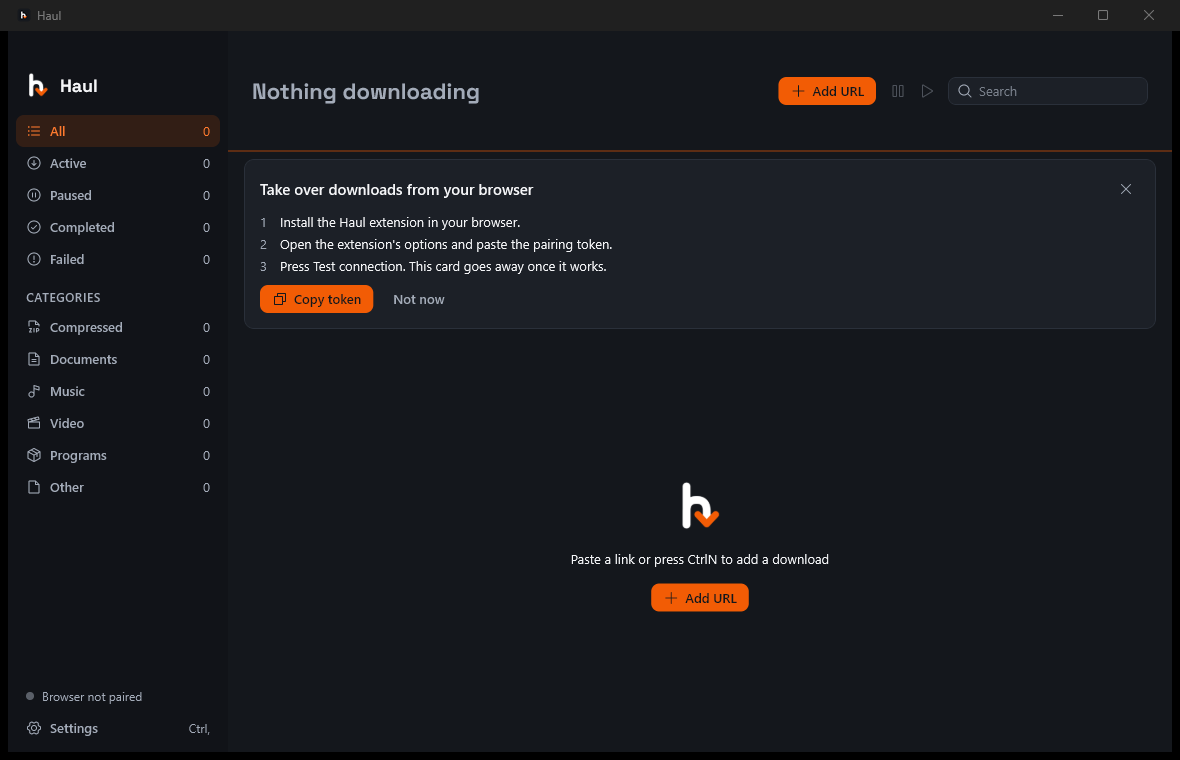 Haul
Haul
Nothing downloading
Add URL
Search
All 0
Active 0
Paused 0
Completed 0
Failed 0
CATEGORIES
Compressed 0
Documents 0
Music 0
Video 0
Programs 0
Other 0
Browser not paired
Settings Ctrl,
Take over downloads from your browser
1 Install the Haul extension in your browser.
2 Open the extension's options and paste the pairing token.
3 Press Test connection. This card goes away once it works.
Copy token
Not now
Paste a link or press CtrlN to add a download
Add URL